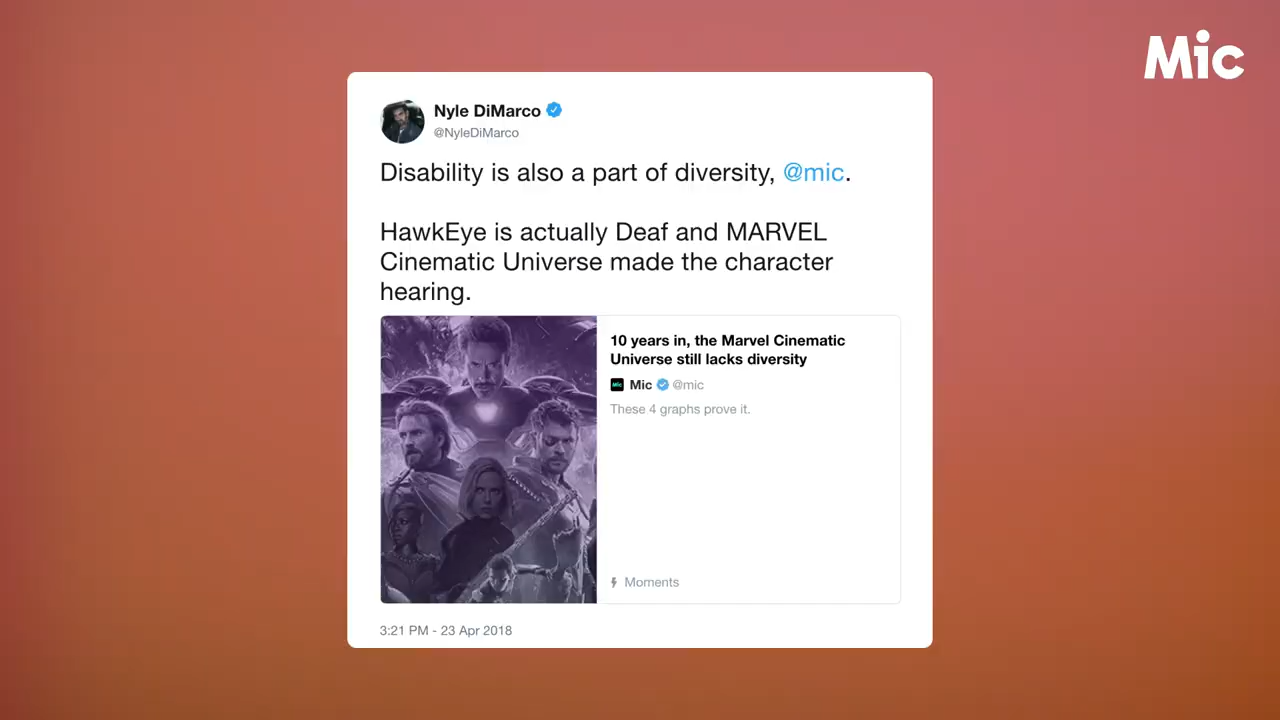 Mic
Nyle DiMarco
@NyleDiMarco
Disability is also a part of diversity, @mic.
HawkEye is actually Deaf and MARVEL
Cinematic Universe made the character
hearing.
10 years in, the Marvel Cinematic
Universe still lacks diversity
Mic Mic @mic
These 4 graphs prove it.
Moments
3:21 PM - 23 Apr 2018